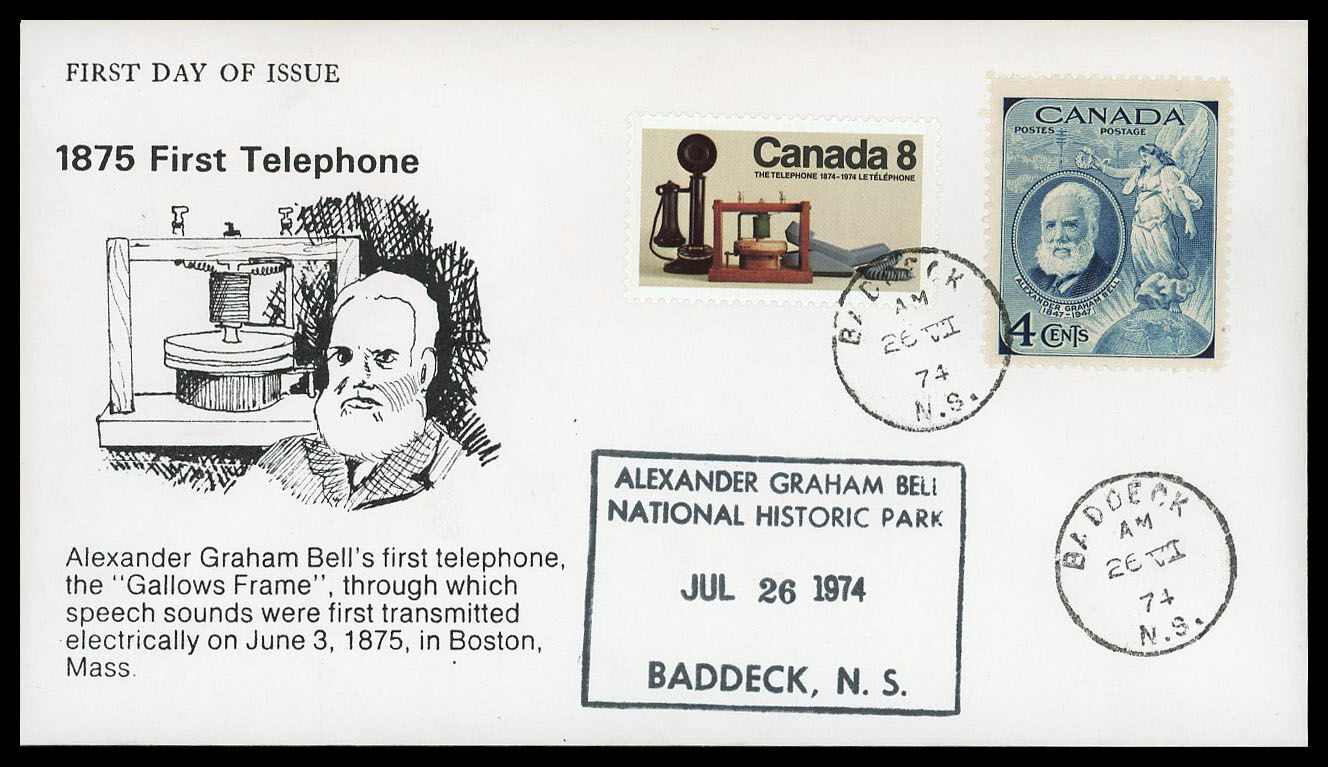 FIRST DAY OF ISSUE
1875 First Telephone
Alexander Graham Bell's first telephone,
the "Gallows Frame", through which
speech sounds were first transmitted
electrically on June 3, 1875, in Boston,
Mass.
Canada 8
THE TELEPHONE 1874-1974 LE TÉLÉPHONE
CANADA
POSTES POSTAGE
ALEXANDER GRAHAM BELL
1847-1947
4 CENTS
BADDECK
AM
26 VI
74
N.S.
ALEXANDER GRAHAM BELL
NATIONAL HISTORIC PARK
JUL 26 1974
BADDECK, N. S.
BADDECK
AM
26 VI
74
N.S.